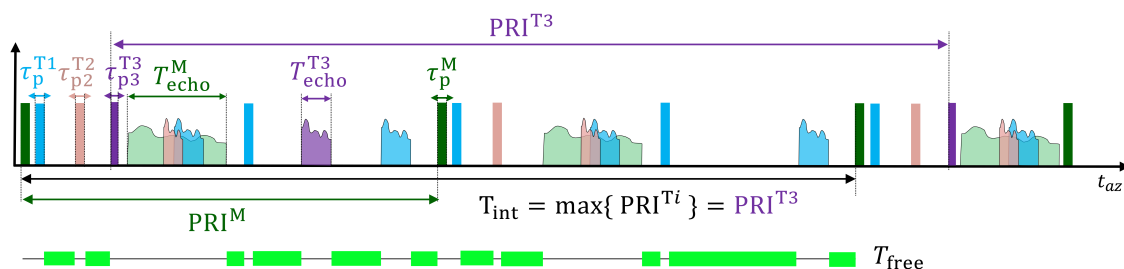 PRI^T3
τ_p^T1 τ_p2^T2 τ_p3^T3 T_echo^M T_echo^T3 τ_p^M
t_az
T_int = max{ PRI^Ti } = PRI^T3
PRI^M
T_free